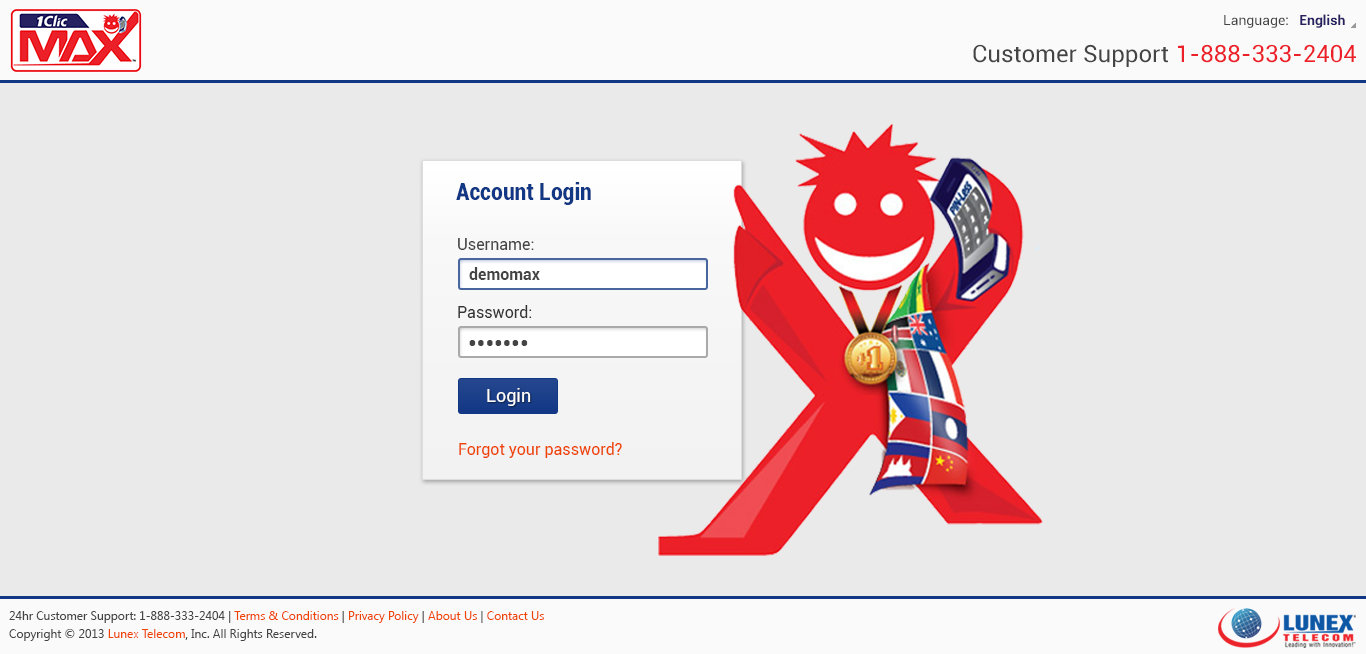 1Clic
MAX
Language: English
Customer Support 1-888-333-2404
Account Login
PIN-Less
Username:
demomax
Password:
•••••••
#1
Login
Forgot your password?
24hr Customer Support: 1-888-333-2404 | Terms & Conditions | Privacy Policy | About Us | Contact Us
Copyright © 2013 Lunex Telecom, Inc. All Rights Reserved.
LUNEX
TELECOM
Leading with Innovation!